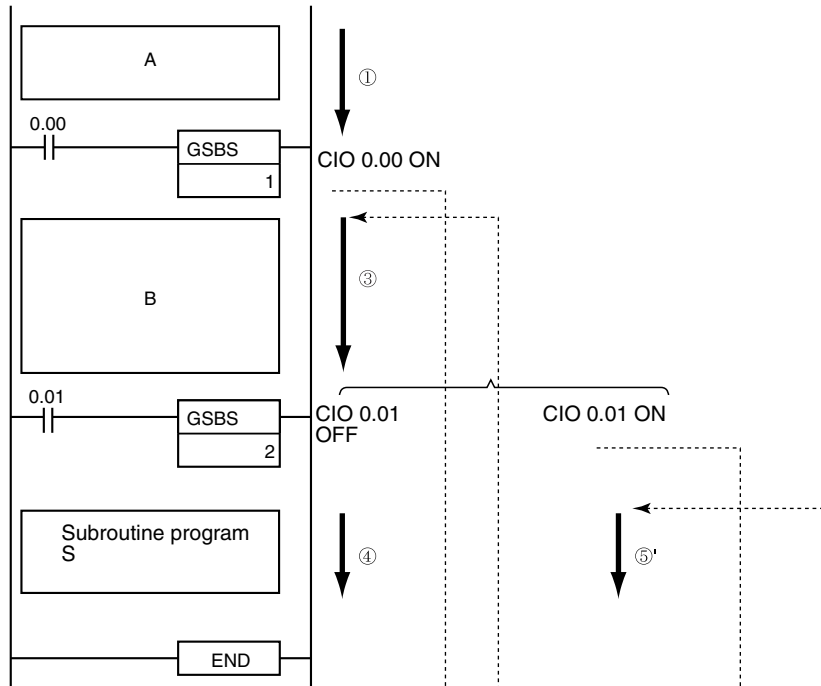 A
①
0.00
GSBS
1
CIO 0.00 ON
③
B
0.01
GSBS
2
CIO 0.01
OFF
CIO 0.01 ON
Subroutine program
S
④
⑤'
END